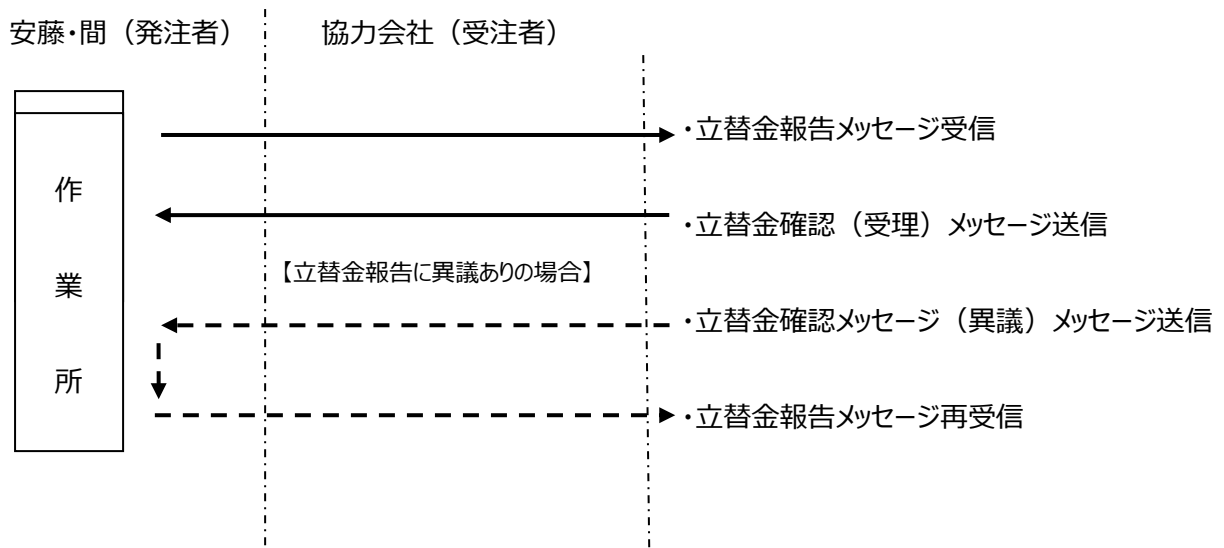 安藤・間（発注者）
協力会社（受注者）
・立替金報告メッセージ受信
作
業
所
・立替金確認（受理）メッセージ送信
【立替金報告に異議ありの場合】
・立替金確認メッセージ（異議）メッセージ送信
・立替金報告メッセージ再受信